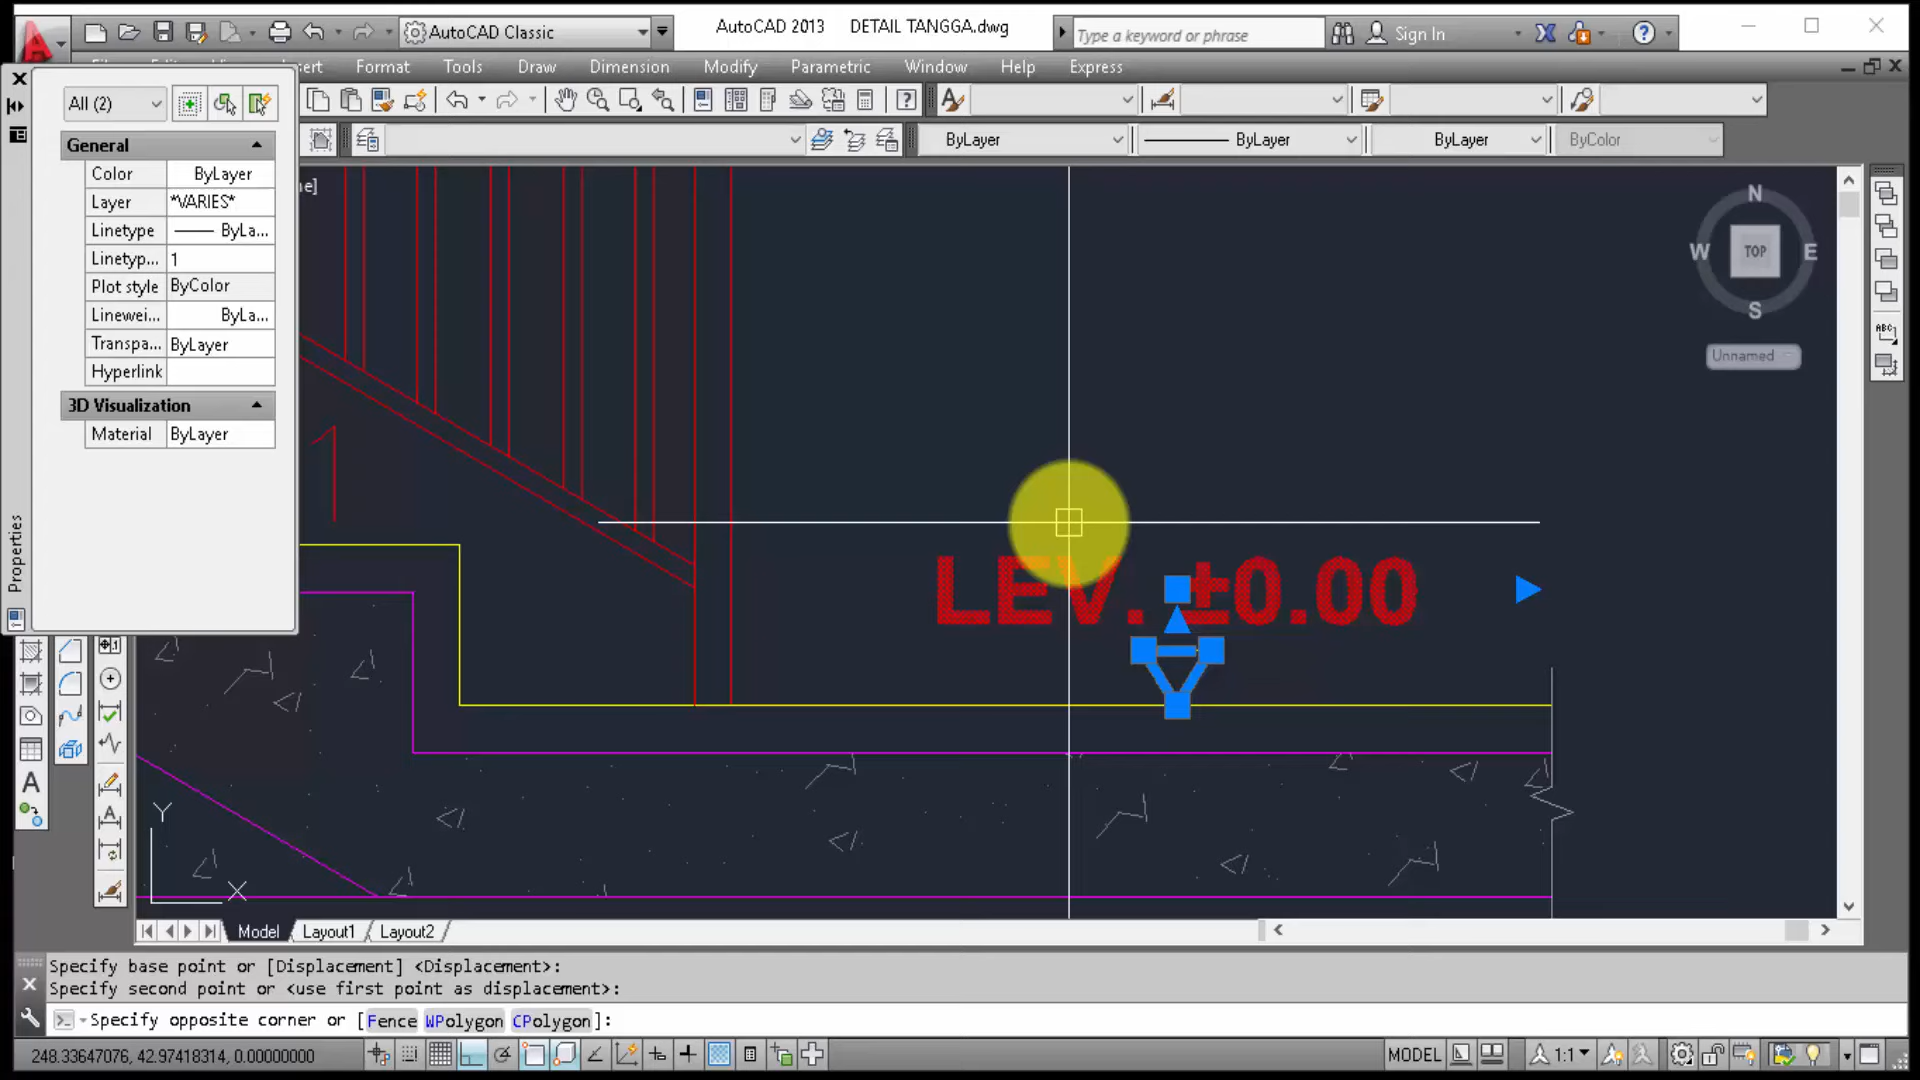 AutoCAD Classic
AutoCAD 2013 DETAIL TANGGA.dwg
Type a keyword or phrase
Sign In
Format Tools Draw Dimension Modify Parametric Window Help Express
All (2)
ByLayer ByLayer ByLayer ByColor
General
Color ByLayer
Layer *VARIES*
Linetype ByLa...
Linetyp... 1
Plot style ByColor
Linewei... ByLa...
Transpa... ByLayer
Hyperlink
3D Visualization
Material ByLayer
Properties
N
W TOP E
S
Unnamed
1
LEV. ±0.00
Y
X
Model Layout1 Layout2
Specify base point or [Displacement] <Displacement>:
Specify second point or <use first point as displacement>:
Specify opposite corner or [Fence WPolygon CPolygon]:
248.33647076, 42.97418314, 0.00000000
MODEL 1:1